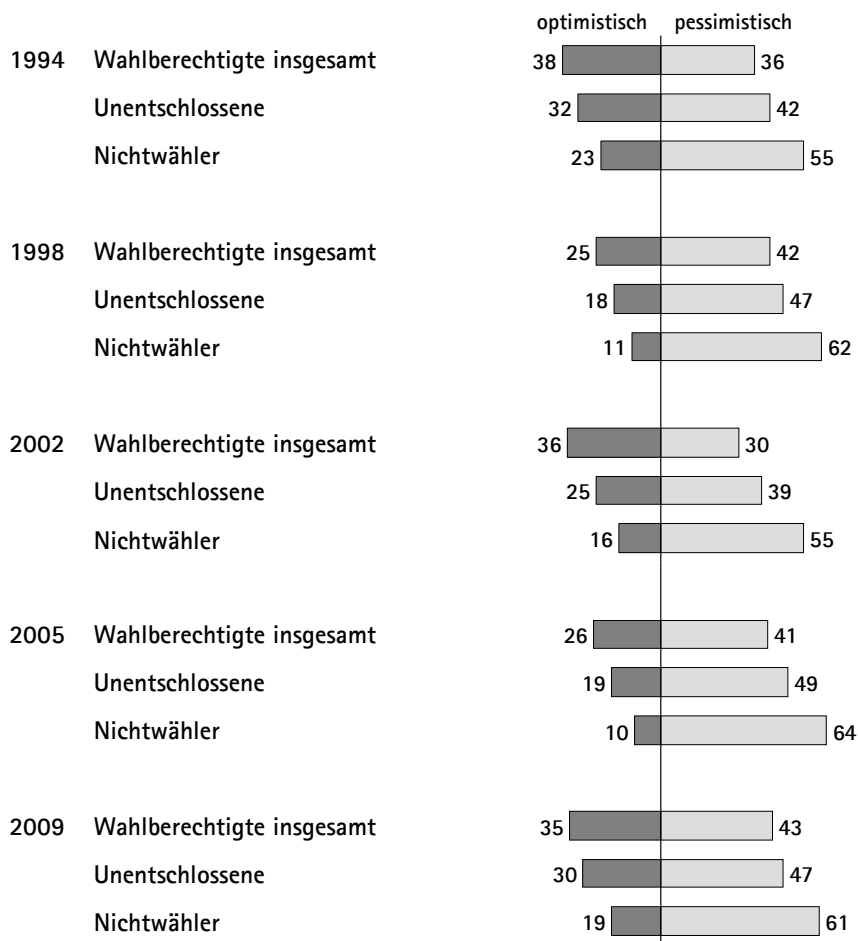 optimistisch pessimistisch
1994 Wahlberechtigte insgesamt 38 36
Unentschlossene 32 42
Nichtwähler 23 55
1998 Wahlberechtigte insgesamt 25 42
Unentschlossene 18 47
Nichtwähler 11 62
2002 Wahlberechtigte insgesamt 36 30
Unentschlossene 25 39
Nichtwähler 16 55
2005 Wahlberechtigte insgesamt 26 41
Unentschlossene 19 49
Nichtwähler 10 64
2009 Wahlberechtigte insgesamt 35 43
Unentschlossene 30 47
Nichtwähler 19 61